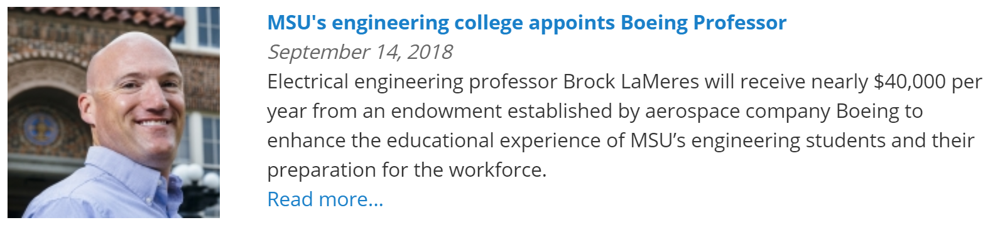 MSU's engineering college appoints Boeing Professor
September 14, 2018
Electrical engineering professor Brock LaMeres will receive nearly $40,000 per
year from an endowment established by aerospace company Boeing to
enhance the educational experience of MSU’s engineering students and their
preparation for the workforce.
Read more...